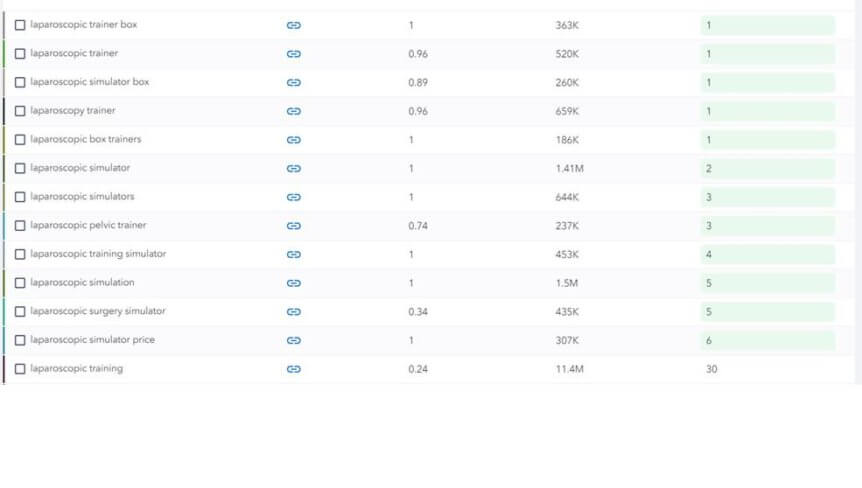 laparoscopic trainer box 1 363K 1
laparoscopic trainer 0.96 520K 1
laparoscopic simulator box 0.89 260K 1
laparoscopy trainer 0.96 659K 1
laparoscopic box trainers 1 186K 1
laparoscopic simulator 1 1.41M 2
laparoscopic simulators 1 644K 3
laparoscopic pelvic trainer 0.74 237K 3
laparoscopic training simulator 1 453K 4
laparoscopic simulation 1 1.5M 5
laparoscopic surgery simulator 0.34 435K 5
laparoscopic simulator price 1 307K 6
laparoscopic training 0.24 11.4M 30